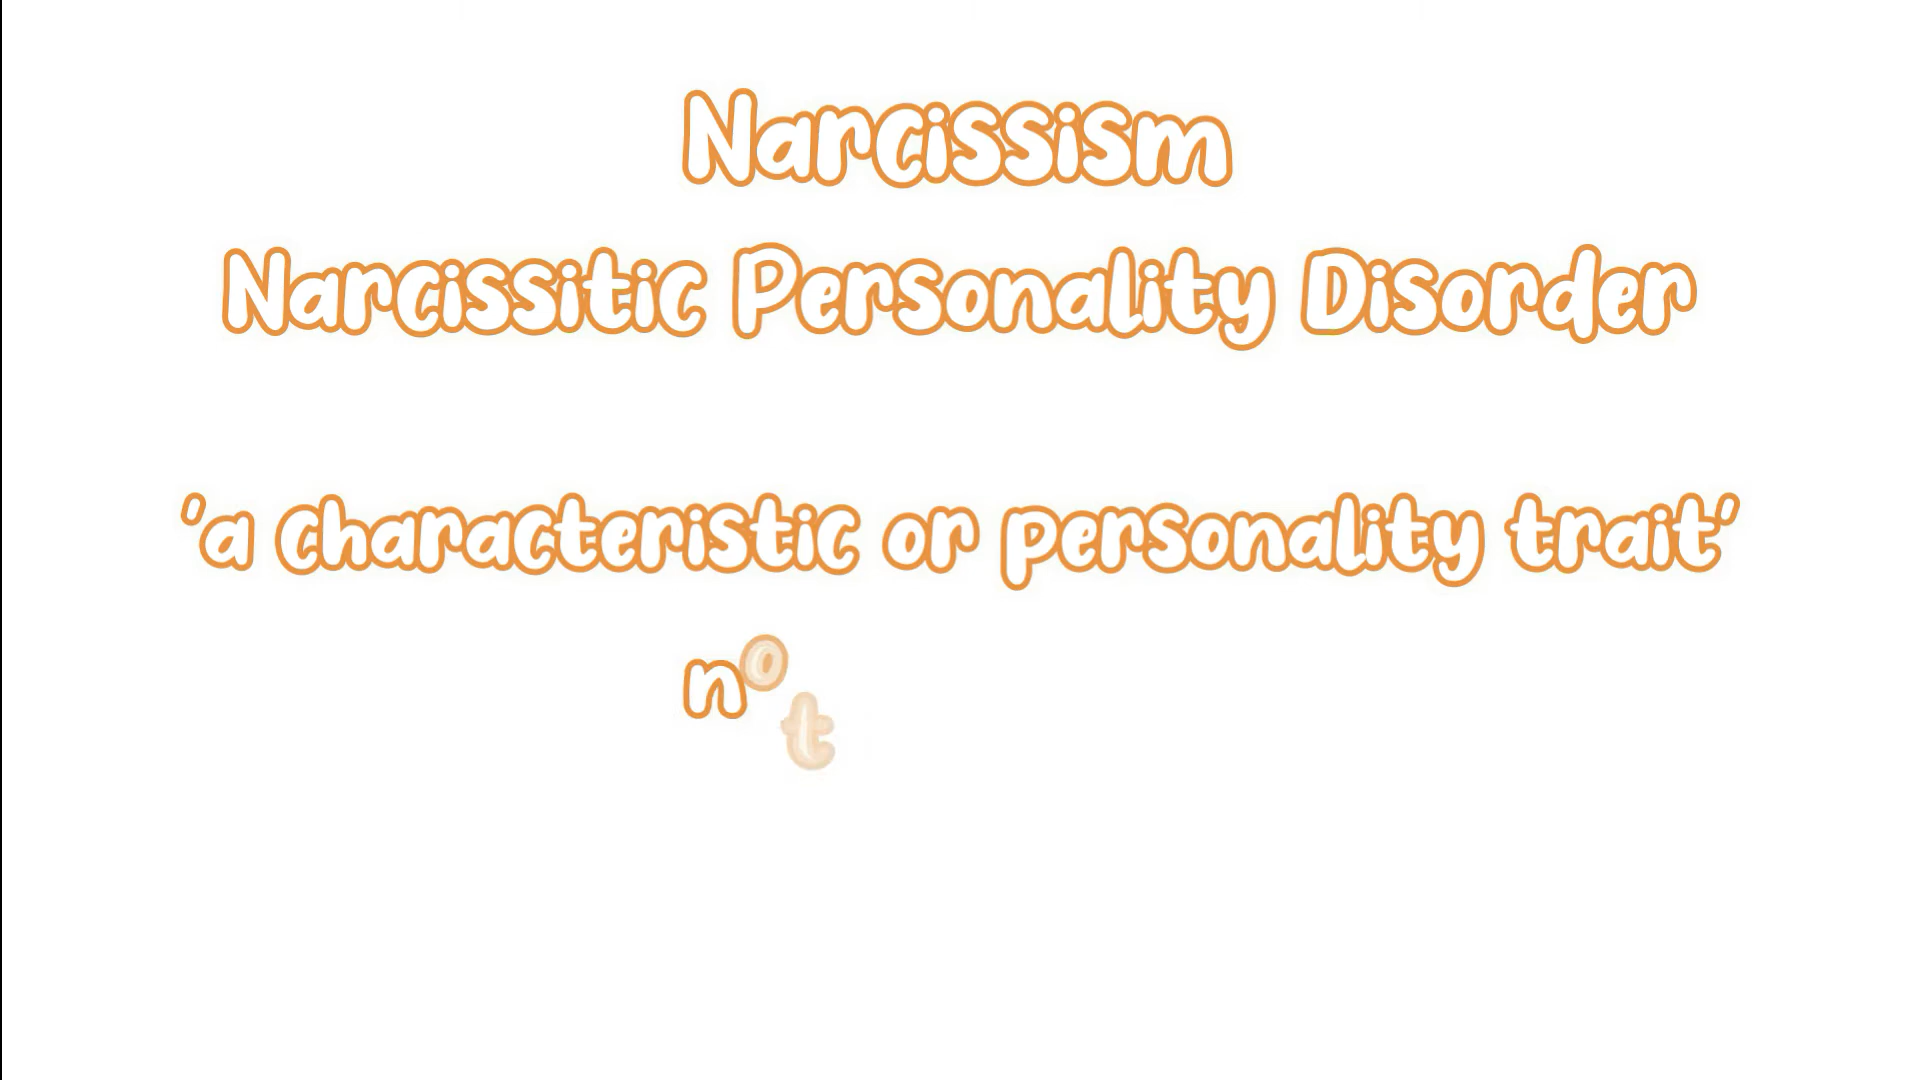 Narcissism
Narcissitic Personality Disorder
'a characteristic or personality trait'
not